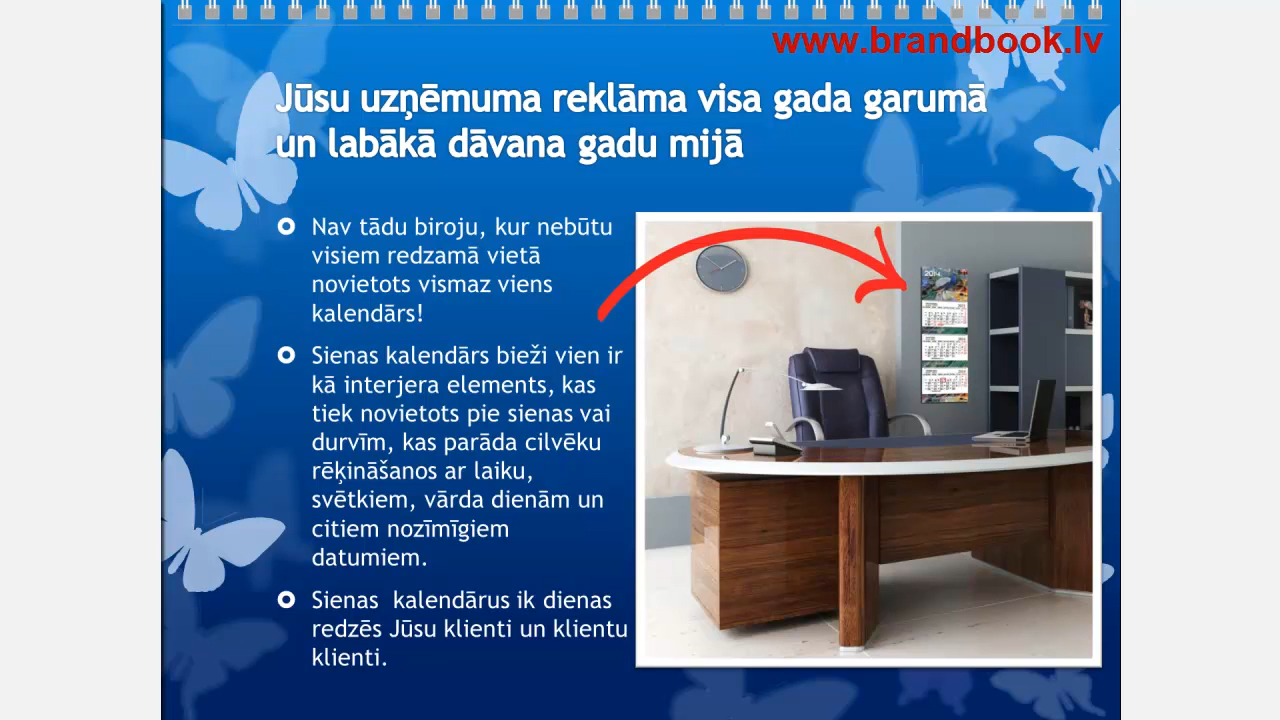 www.brandbook.lv
Jūsu uzņēmuma reklāma visa gada garumā
un labākā dāvana gadu mijā
Nav tādu biroju, kur nebūtu
visiem redzamā vietā
novietots vismaz viens
kalendārs!
Sienas kalendārs bieži vien ir
kā interjera elements, kas
tiek novietots pie sienas vai
durvīm, kas parāda cilvēku
rēķināšanos ar laiku,
svētkiem, vārda dienām un
citiem nozīmīgiem
datumiem.
Sienas kalendārus ik dienas
redzēs Jūsu klienti un klientu
klienti.
2014